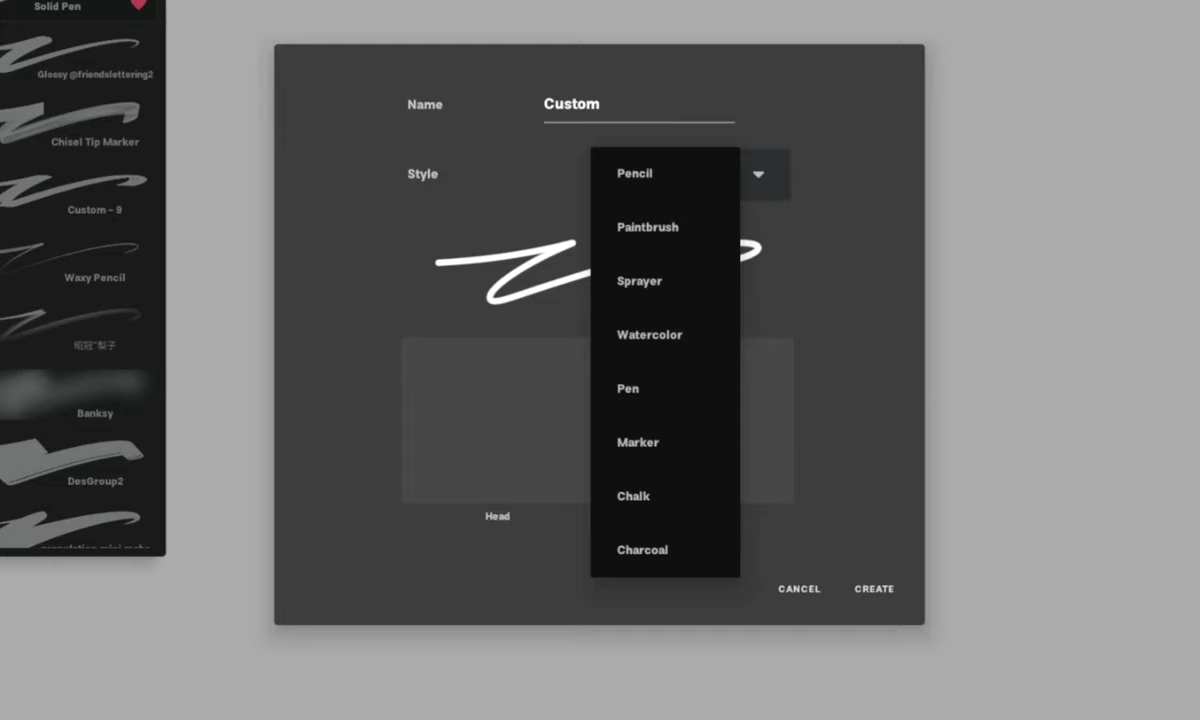 Solid Pen
Glossy @friendslettering2
Chisel Tip Marker
Custom – 9
Waxy Pencil
Banksy
DesGroup2
Name
Custom
Style
Pencil
Paintbrush
Sprayer
Watercolor
Pen
Marker
Chalk
Charcoal
Head
CANCEL
CREATE